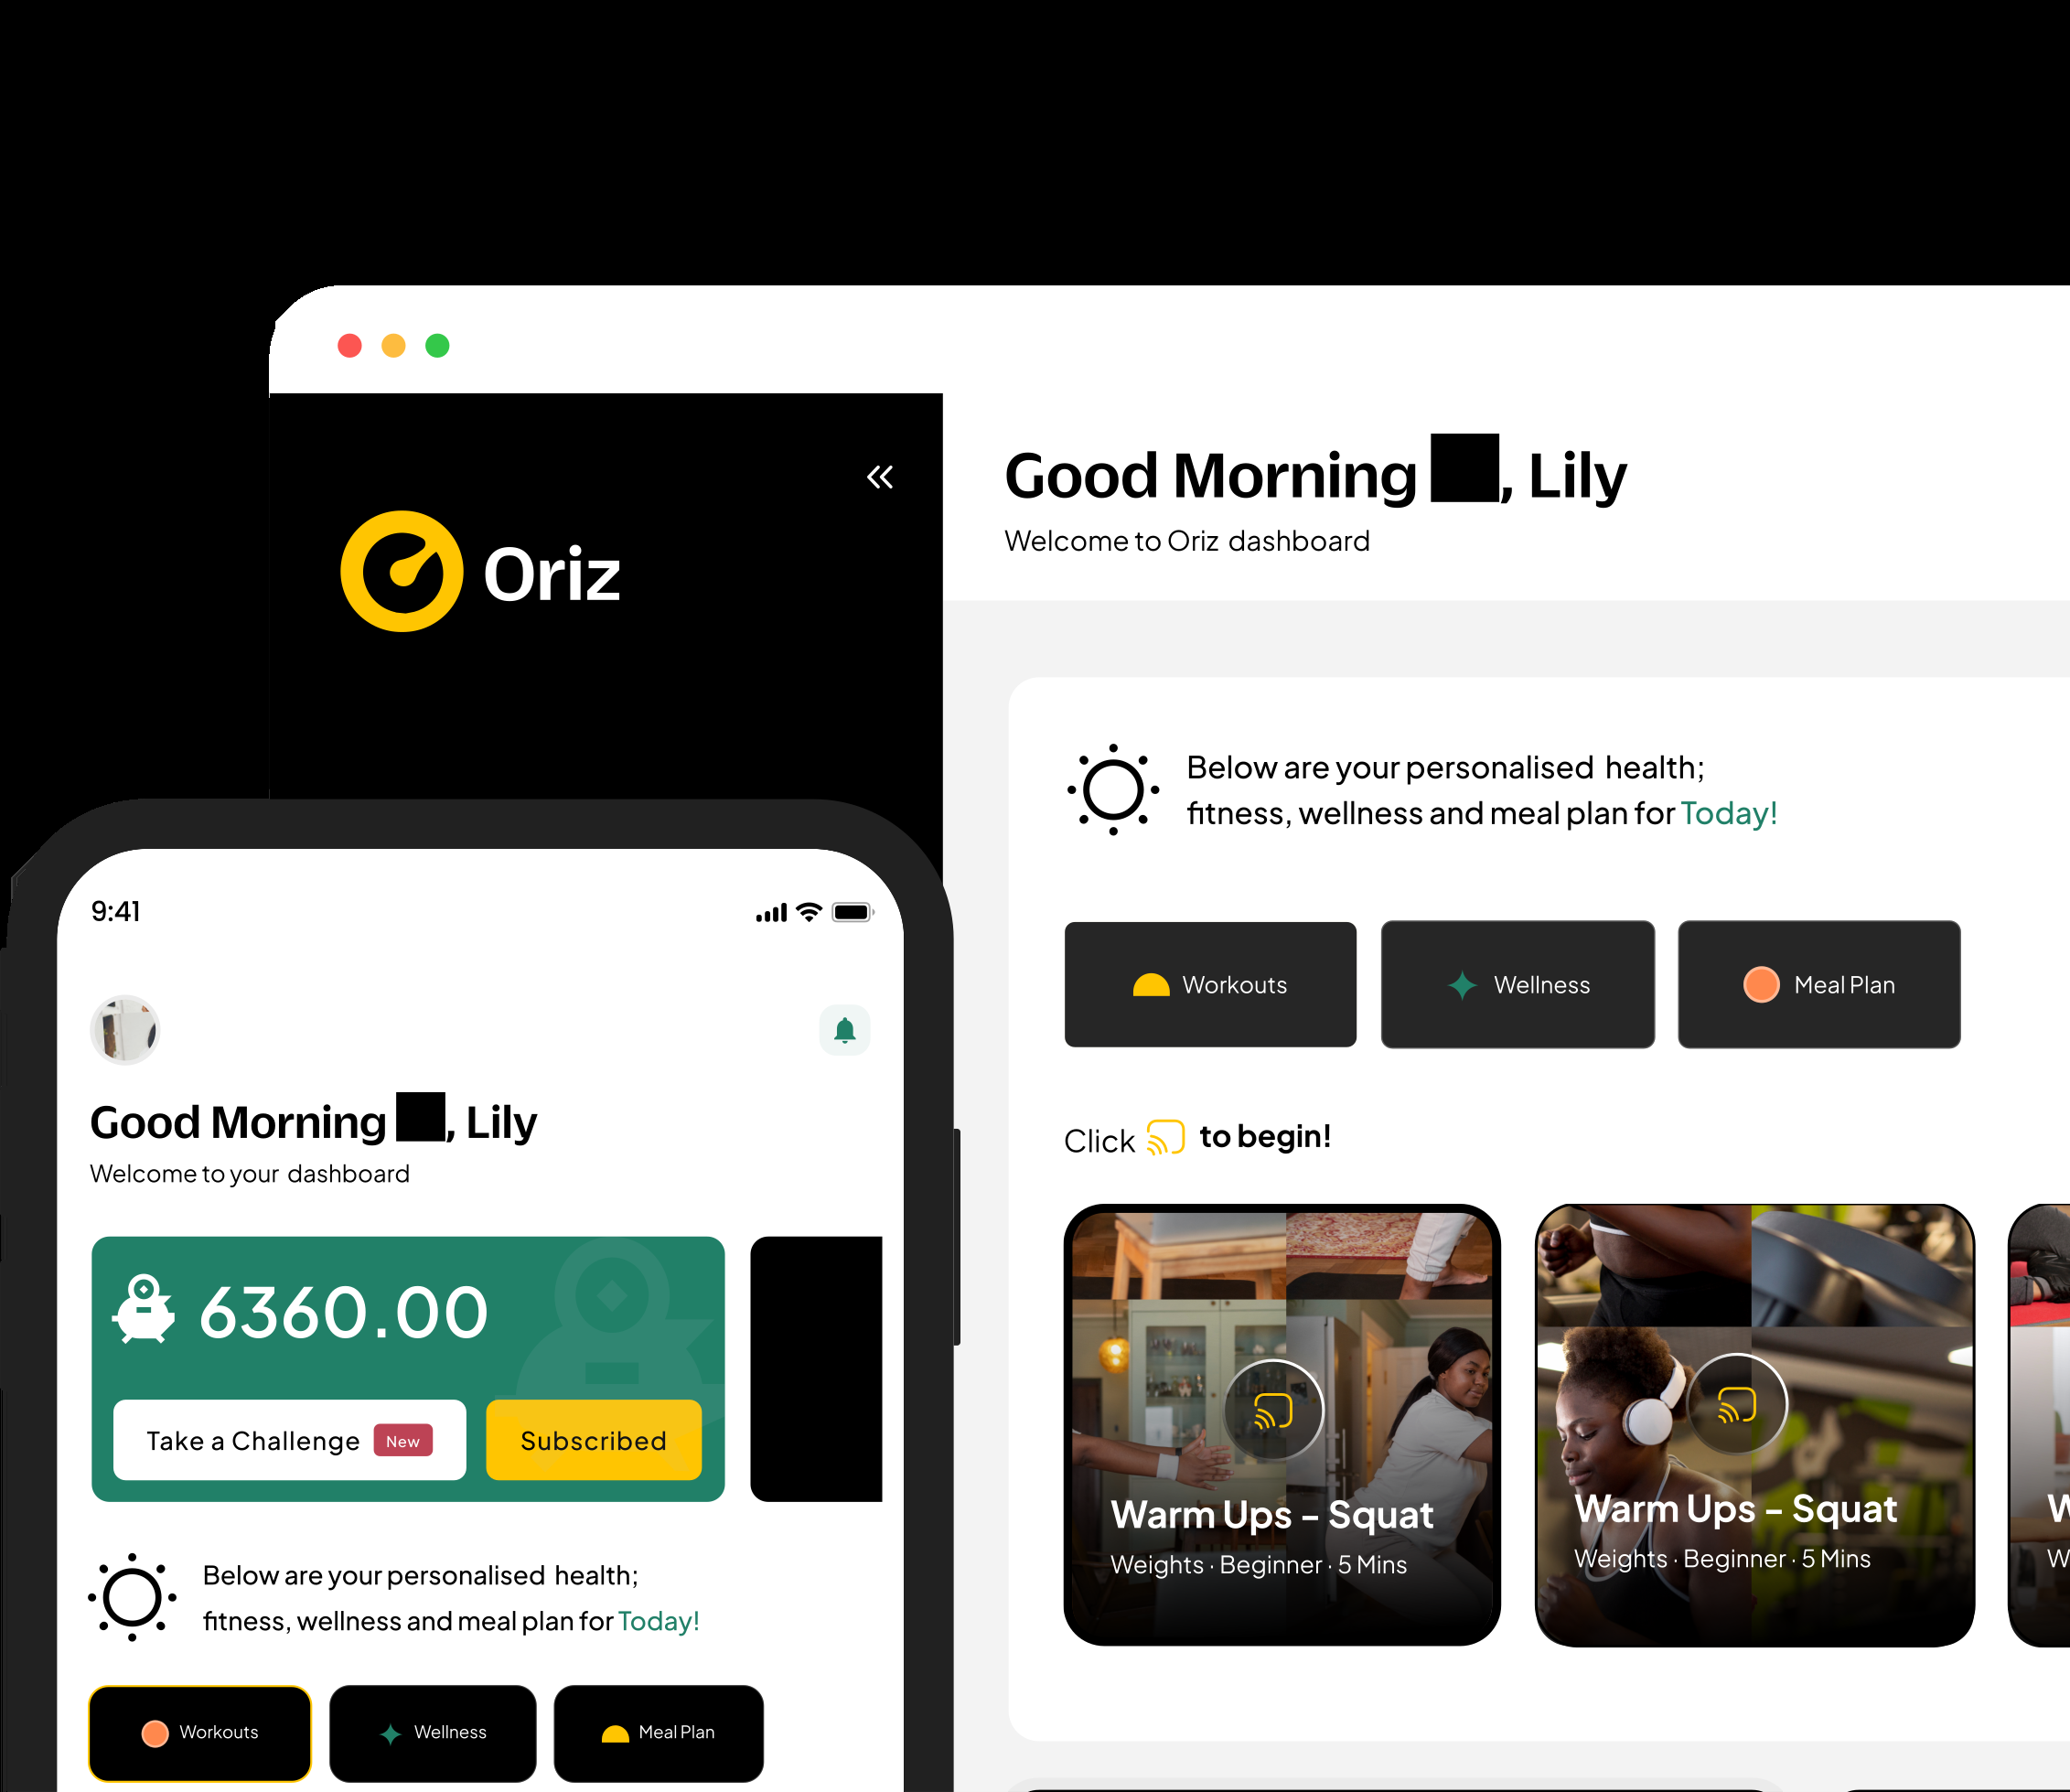 Oriz
Good Morning , Lily
Welcome to Oriz dashboard
Below are your personalised health;
fitness, wellness and meal plan for Today!
Workouts
Wellness
Meal Plan
Click to begin!
Warm Ups - Squat
Weights · Beginner · 5 Mins
Warm Ups - Squat
Weights · Beginner · 5 Mins
9:41
Good Morning , Lily
Welcome to your dashboard
6360.00
Take a Challenge New
Subscribed
Below are your personalised health;
fitness, wellness and meal plan for Today!
Workouts
Wellness
Meal Plan